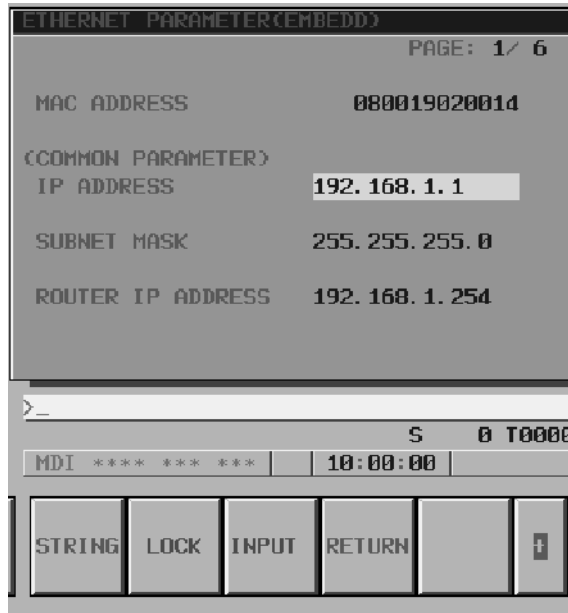 ETHERNET PARAMETER(EMBEDD)
PAGE: 1/ 6
MAC ADDRESS 080019020014
(COMMON PARAMETER)
IP ADDRESS 192.168.1.1
SUBNET MASK 255.255.255.0
ROUTER IP ADDRESS 192.168.1.254
>_
S 0 T0000
MDI **** *** *** 10:00:00
STRING LOCK INPUT RETURN +